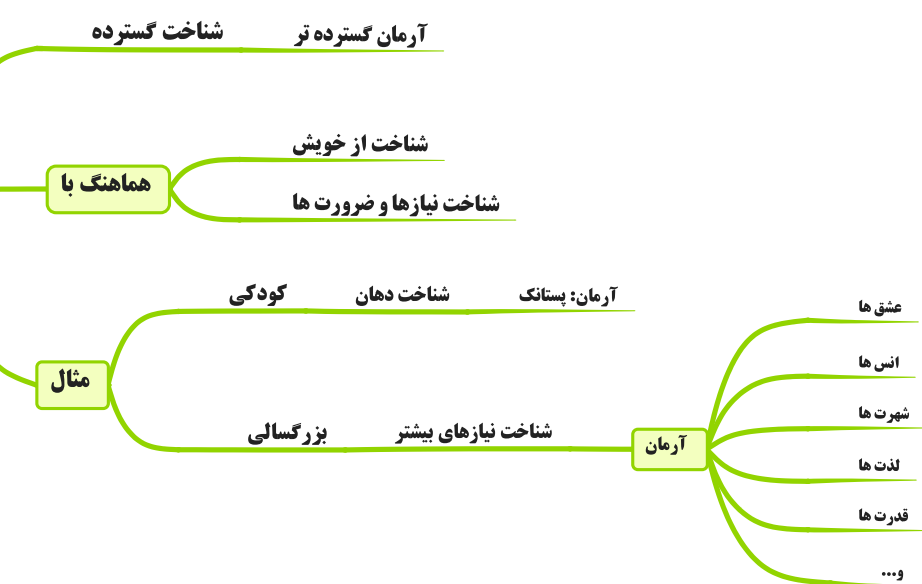 شناخت گسترده
آرمان گسترده تر
هماهنگ با
شناخت از خویش
شناخت نیازها و ضرورت ها
مثال
کودکی
شناخت دهان
آرمان: پستانک
بزرگسالی
شناخت نیازهای بیشتر
آرمان
عشق ها
انس ها
شهرت ها
لذت ها
قدرت ها
و...